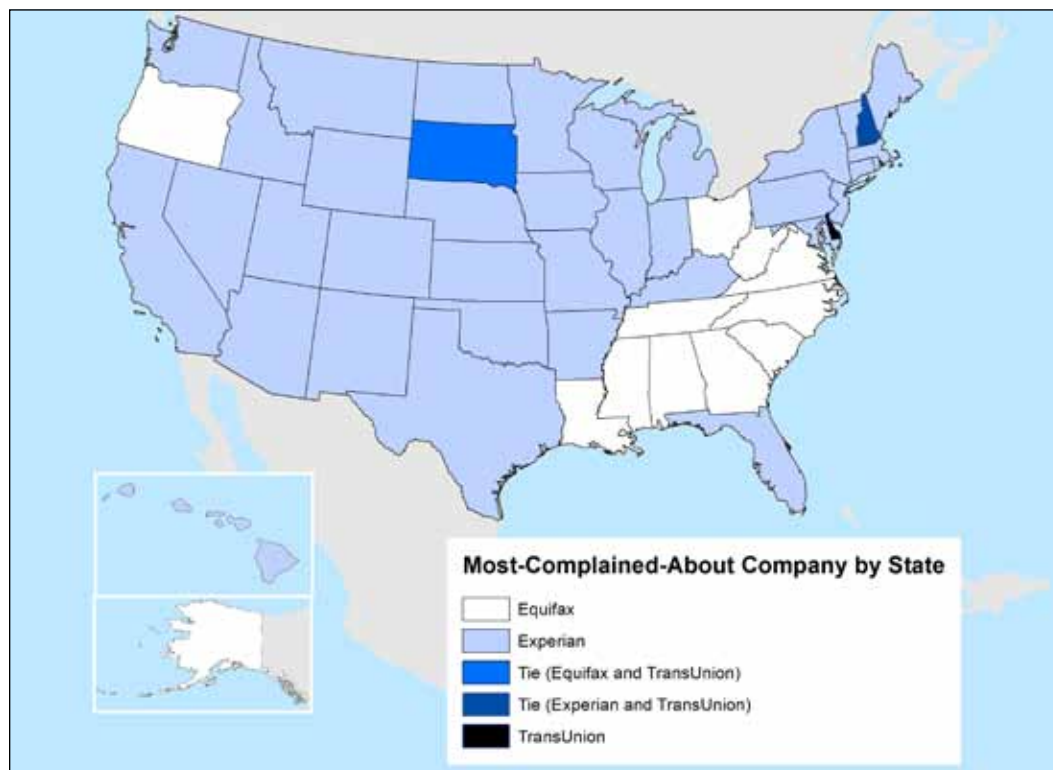 Most-Complained-About Company by State
Equifax
Experian
Tie (Equifax and TransUnion)
Tie (Experian and TransUnion)
TransUnion